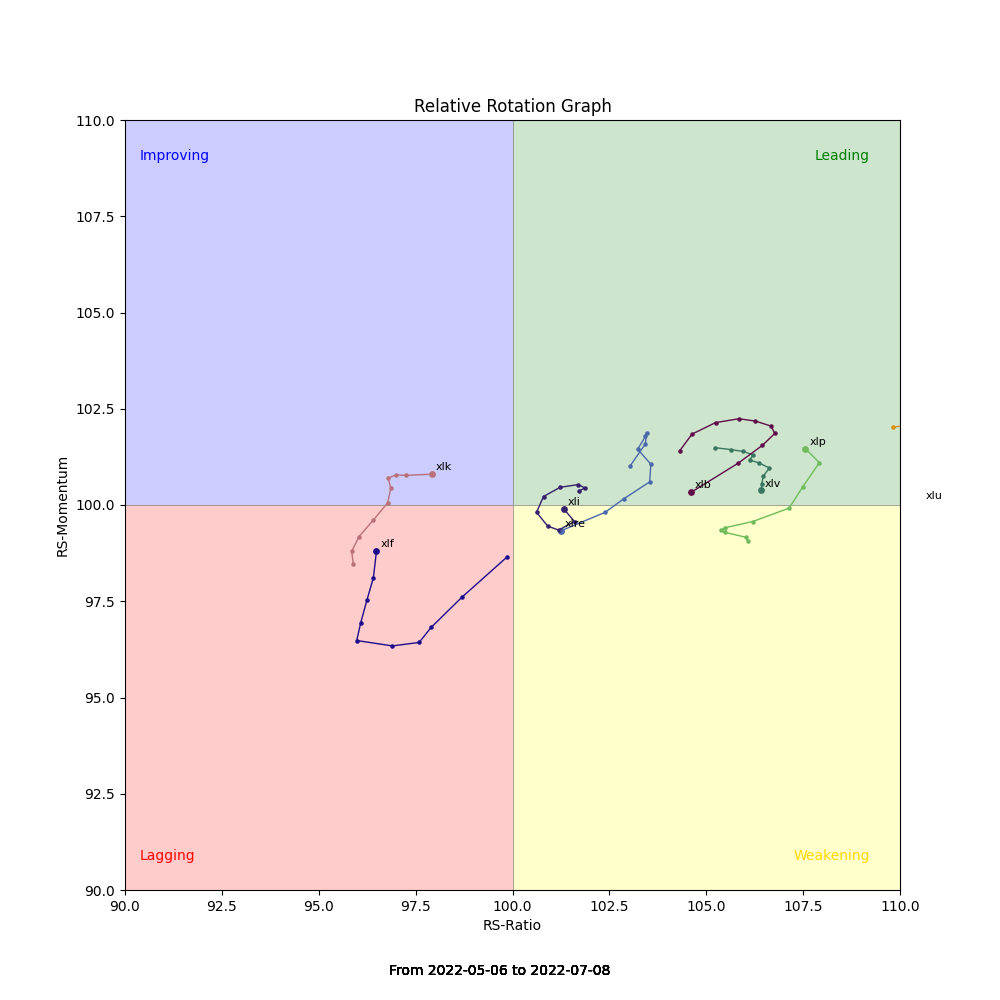 Relative Rotation Graph
110.0
107.5
105.0
102.5
100.0
97.5
95.0
92.5
90.0
RS-Momentum
Improving
Leading
xlp
xlk
xlv
xlb
xlu
xli
xlre
xlf
Lagging
Weakening
90.0 92.5 95.0 97.5 100.0 102.5 105.0 107.5 110.0
RS-Ratio
From 2022-05-06 to 2022-07-08